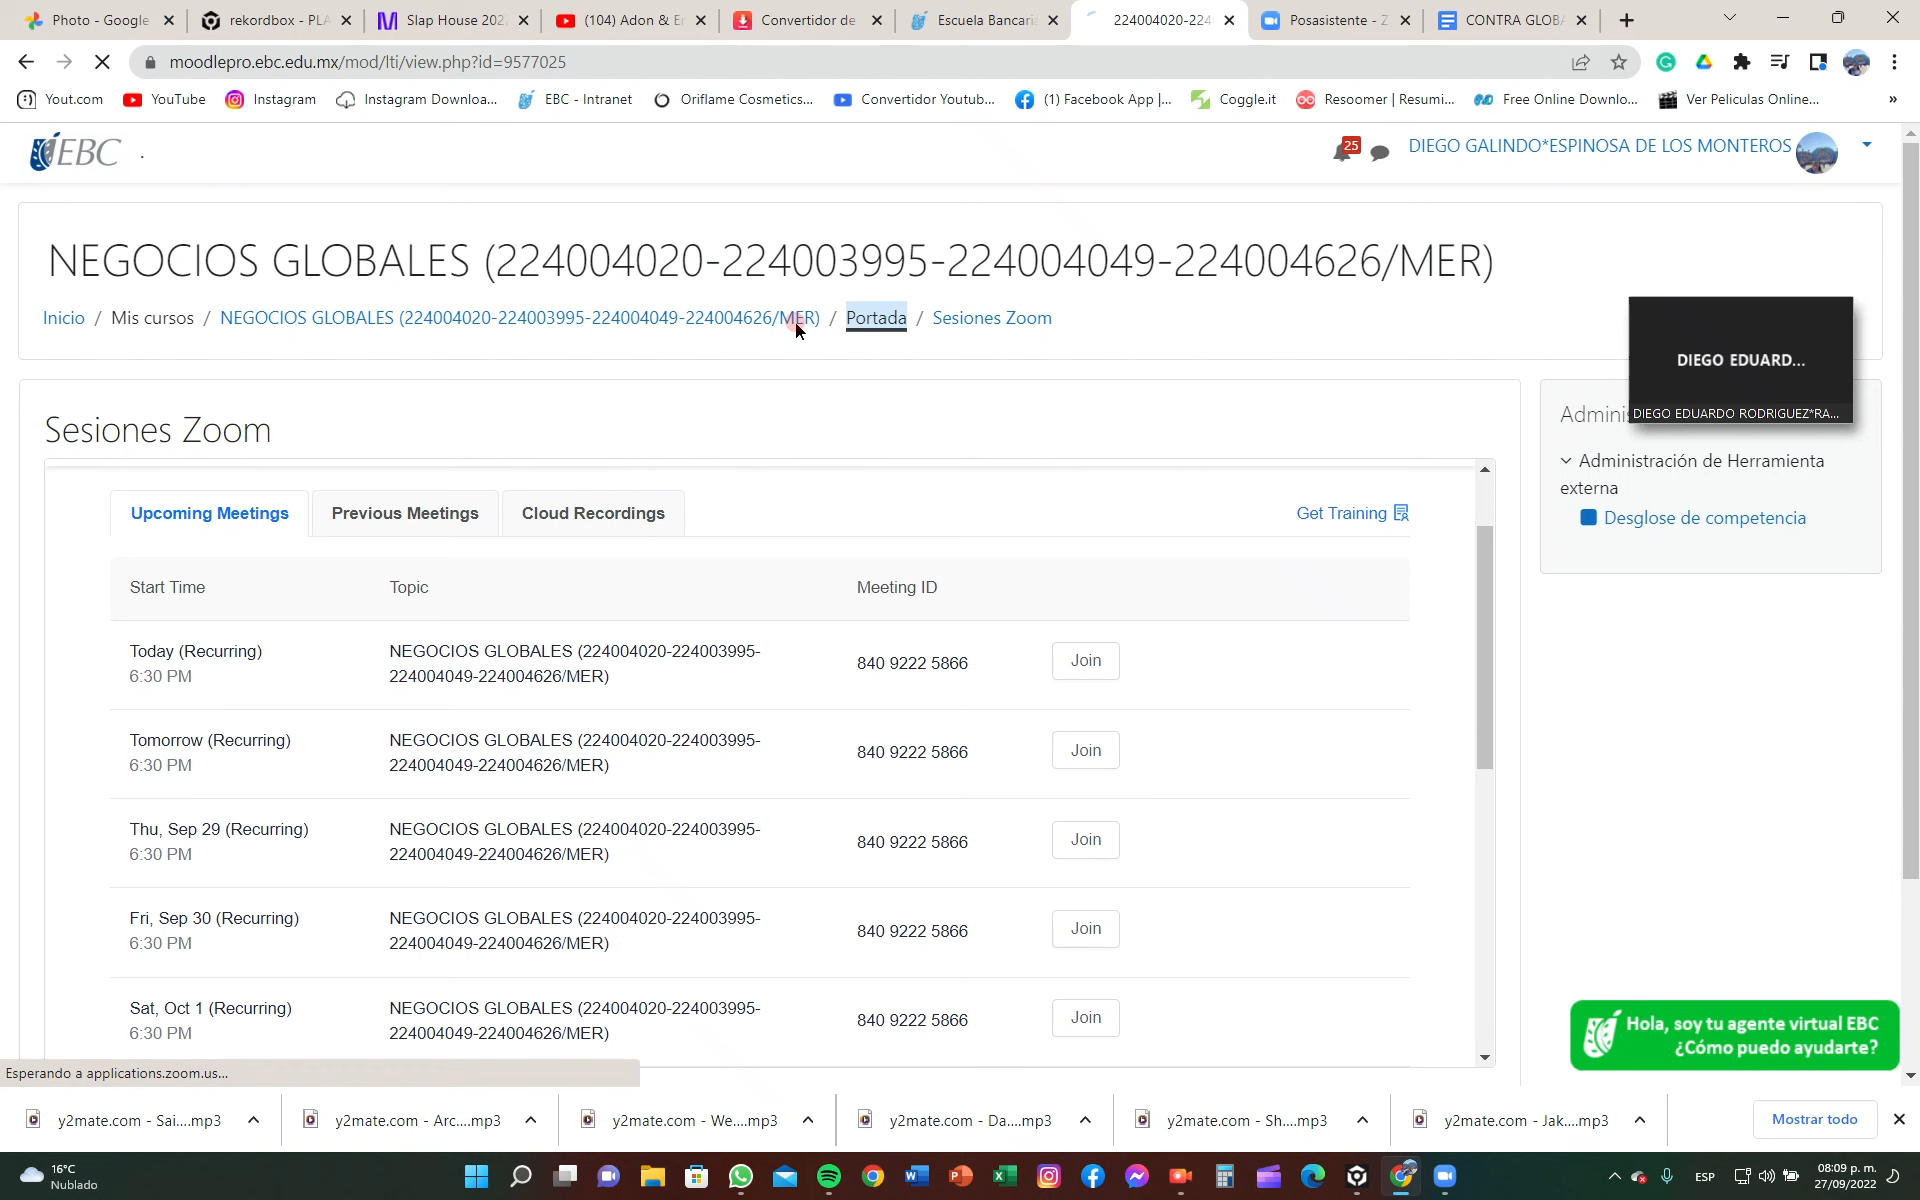 Photo - Google
rekordbox - PLA
Slap House 202
(104) Adon & E
Convertidor de
Escuela Bancari
224004020-224
Posasistente - Z
CONTRA GLOBA
moodlepro.ebc.edu.mx/mod/lti/view.php?id=9577025
Yout.com
YouTube
Instagram
Instagram Downloa...
EBC - Intranet
Oriflame Cosmetics...
Convertidor Youtub...
(1) Facebook App |...
Coggle.it
Resoomer | Resumi...
Free Online Downlo...
Ver Peliculas Online...
»
EBC
.
25
DIEGO GALINDO*ESPINOSA DE LOS MONTEROS
NEGOCIOS GLOBALES (224004020-224003995-224004049-224004626/MER)
Inicio / Mis cursos / NEGOCIOS GLOBALES (224004020-224003995-224004049-224004626/MER) / Portada / Sesiones Zoom
DIEGO EDUARD...
DIEGO EDUARDO RODRIGUEZ*RA...
Sesiones Zoom
Adminis
Administración de Herramienta
externa
Desglose de competencia
Upcoming Meetings
Previous Meetings
Cloud Recordings
Get Training
Start Time
Topic
Meeting ID
Today (Recurring)
6:30 PM
NEGOCIOS GLOBALES (224004020-224003995-
224004049-224004626/MER)
840 9222 5866
Join
Tomorrow (Recurring)
6:30 PM
NEGOCIOS GLOBALES (224004020-224003995-
224004049-224004626/MER)
840 9222 5866
Join
Thu, Sep 29 (Recurring)
6:30 PM
NEGOCIOS GLOBALES (224004020-224003995-
224004049-224004626/MER)
840 9222 5866
Join
Fri, Sep 30 (Recurring)
6:30 PM
NEGOCIOS GLOBALES (224004020-224003995-
224004049-224004626/MER)
840 9222 5866
Join
Sat, Oct 1 (Recurring)
6:30 PM
NEGOCIOS GLOBALES (224004020-224003995-
224004049-224004626/MER)
840 9222 5866
Join
Hola, soy tu agente virtual EBC
¿Cómo puedo ayudarte?
Esperando a applications.zoom.us...
y2mate.com - Sai....mp3
y2mate.com - Arc....mp3
y2mate.com - We....mp3
y2mate.com - Da....mp3
y2mate.com - Sh....mp3
y2mate.com - Jak....mp3
Mostrar todo
16°C
Nublado
ESP
08:09 p. m.
27/09/2022